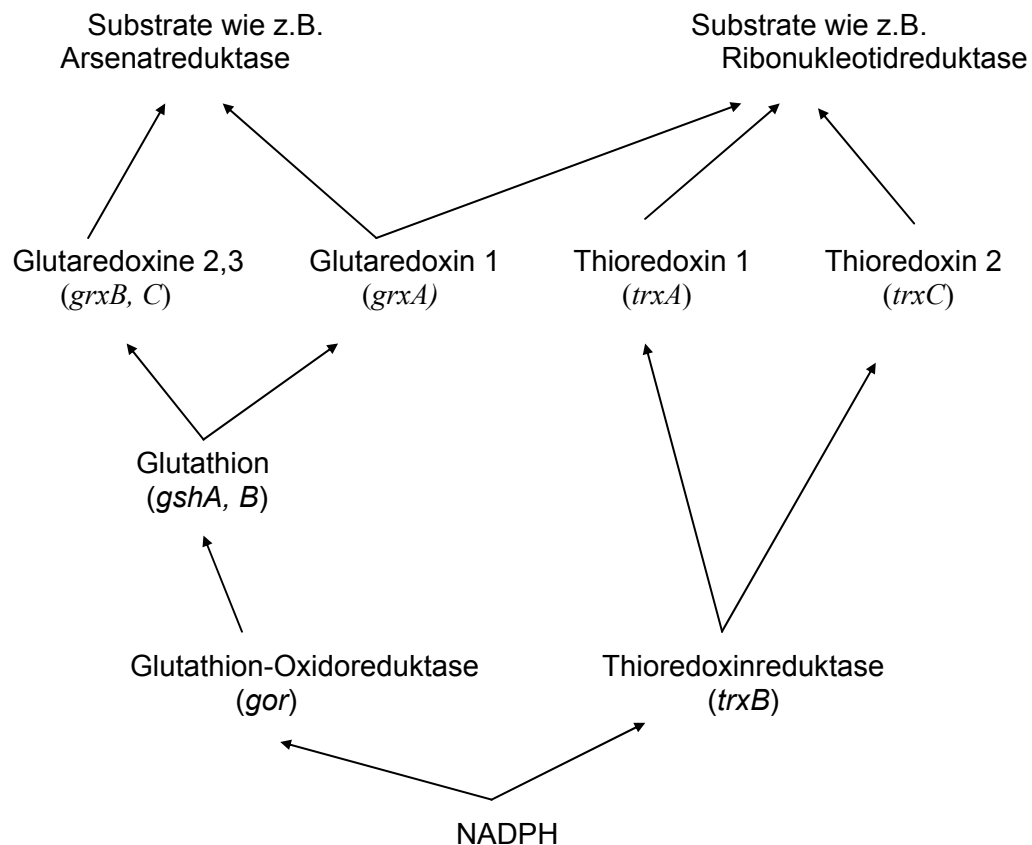 Substrate wie z.B.
Arsenatreduktase
Substrate wie z.B.
Ribonukleotidreduktase
Glutaredoxine 2,3
(grxB, C)
Glutaredoxin 1
(grxA)
Thioredoxin 1
(trxA)
Thioredoxin 2
(trxC)
Glutathion
(gshA, B)
Glutathion-Oxidoreduktase
(gor)
Thioredoxinreduktase
(trxB)
NADPH